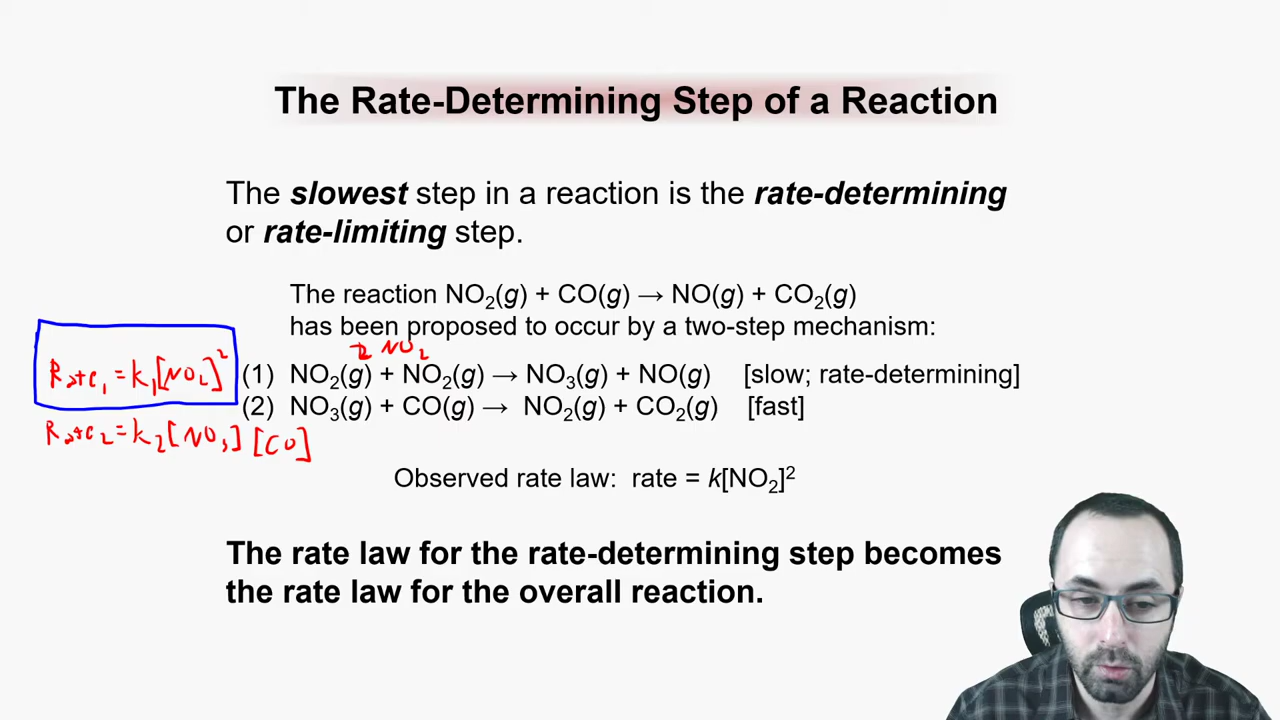 The Rate-Determining Step of a Reaction
The slowest step in a reaction is the rate-determining
or rate-limiting step.
The reaction NO₂(g) + CO(g) → NO(g) + CO₂(g)
has been proposed to occur by a two-step mechanism:
2 NO₂
Rate₁ = k₁[NO₂]²
(1) NO₂(g) + NO₂(g) → NO₃(g) + NO(g) [slow; rate-determining]
(2) NO₃(g) + CO(g) → NO₂(g) + CO₂(g) [fast]
Rate₂ = k₂[NO₃][CO]
Observed rate law: rate = k[NO₂]²
The rate law for the rate-determining step becomes
the rate law for the overall reaction.